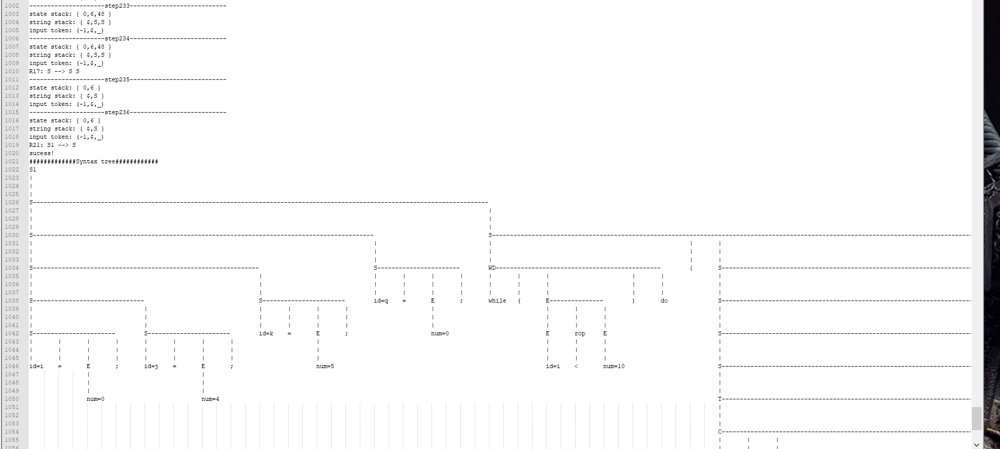 1002 ---------------------step233---------------------------
1003 state stack: { 0,6,48 }
1004 string stack: { $,S,S }
1005 input token: (-1,$,_)
1006 ---------------------step234---------------------------
1007 state stack: { 0,6,48 }
1008 string stack: { $,S,S }
1009 input token: (-1,$,_)
1010 R17: S --> S S
1011 ---------------------step235---------------------------
1012 state stack: { 0,6 }
1013 string stack: { $,S }
1014 input token: (-1,$,_)
1015 ---------------------step236---------------------------
1016 state stack: { 0,6 }
1017 string stack: { $,S }
1018 input token: (-1,$,_)
1019 R21: S1 --> S
1020 sucess!
1021 #############Syntax tree############
1022 S1
1023 |
1024 |
1025 |
1026 S-------------------------------------------------------------------------------------------------------------------------------
1027 | |
1028 | |
1029 | |
1030 S----------------------------------------------------------------------------------------------- S--------------------------------------------------------------------------------------------------------------------------------------
1031 | | | | |
1032 | | | | |
1033 | | | | |
1034 S--------------------------------------------------------------- S----------------------- WD---------------------------------------------- { S----------------------------------------------------------------------
1035 | | | | | | | | | | | |
1036 | | | | | | | | | | | |
1037 | | | | | | | | | | | |
1038 S------------------------------- S----------------------- id=q = E ; while ( E--------------- ) do S----------------------------------------------------------------------
1039 | | | | | | | | | | |
1040 | | | | | | | | | | |
1041 | | | | | | | | | | |
1042 S----------------------- S----------------------- id=k = E ; num=0 E rop E S----------------------------------------------------------------------
1043 | | | | | | | | | | | | |
1044 | | | | | | | | | | | | |
1045 | | | | | | | | | | | | |
1046 id=i = E ; id=j = E ; num=5 id=i < num=10 S----------------------------------------------------------------------
1047 | | |
1048 | | |
1049 | | |
1050 num=0 num=4 T----------------------------------------------------------------------
1051 |
1052 |
1053 |
1054 C----------------------------------------------------------------------
1055 | | |
1056 | | |